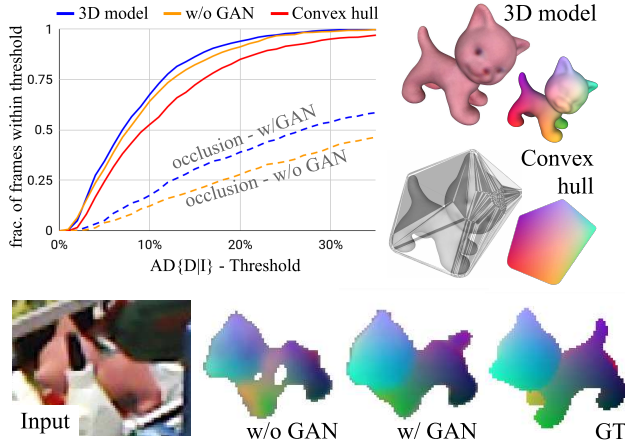 3D model w/o GAN Convex hull
frac. of frames within threshold
1
0.75
0.5
0.25
0
occlusion - w/GAN
occlusion - w/o GAN
0% 10% 20% 30%
AD{D|I} - Threshold
3D model
Convex
hull
Input
w/o GAN w/ GAN GT